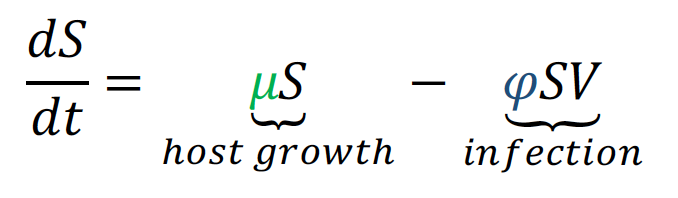 dS/dt = μS − φSV
host growth infection